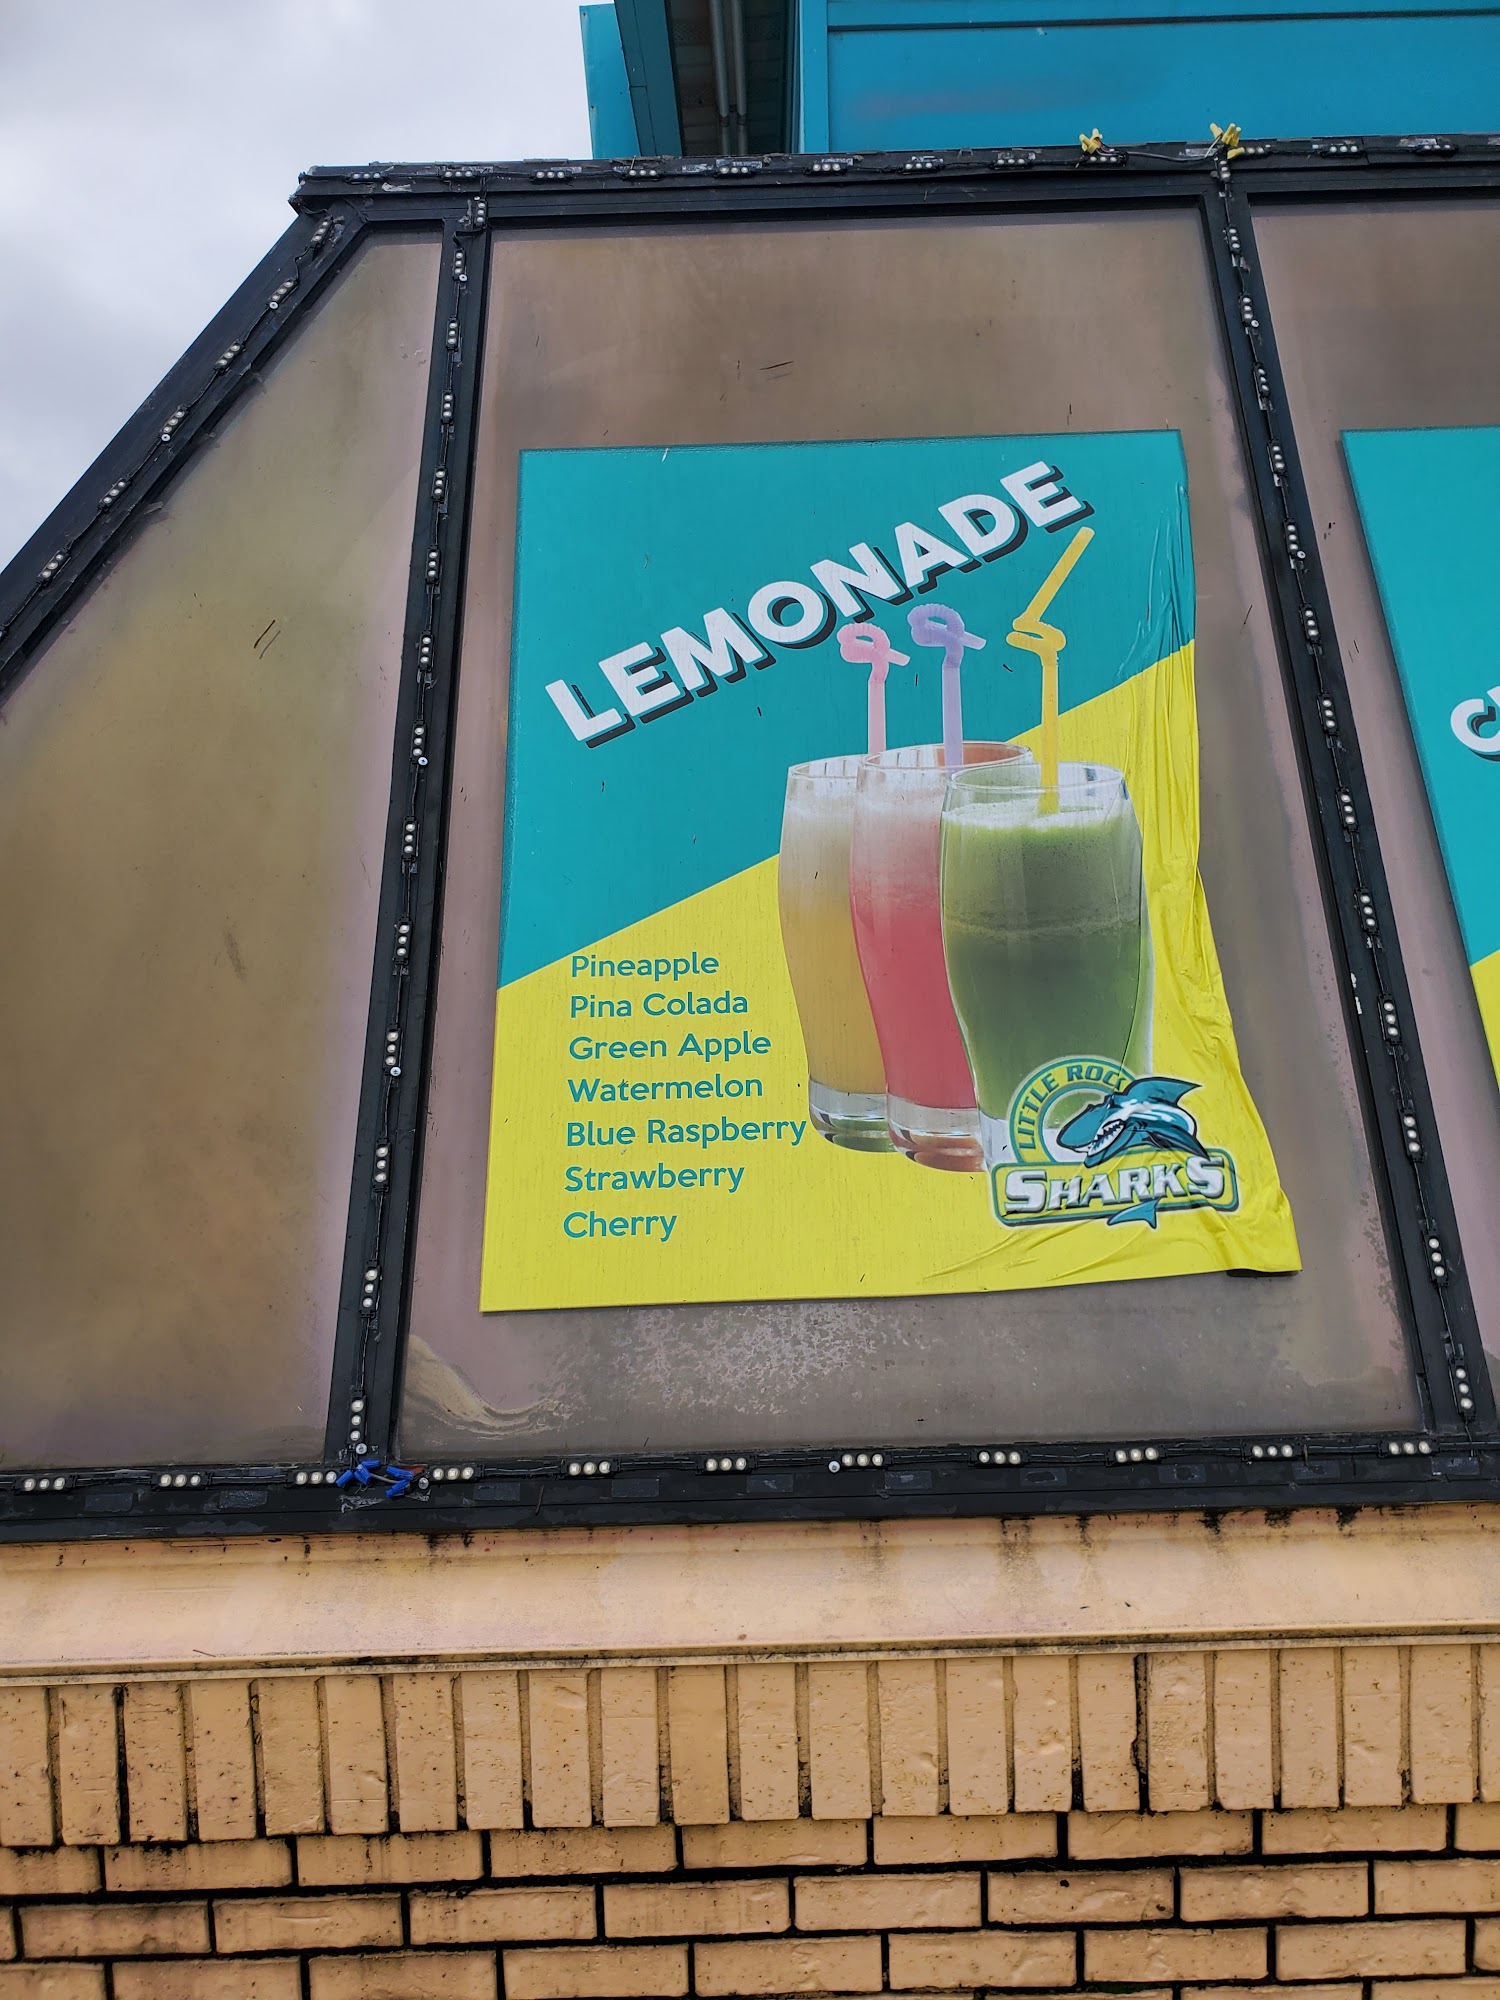 LEMONADE
Pineapple
Pina Colada
Green Apple
Watermelon
Blue Raspberry
Strawberry
Cherry
LITTLE ROCK
SHARKS